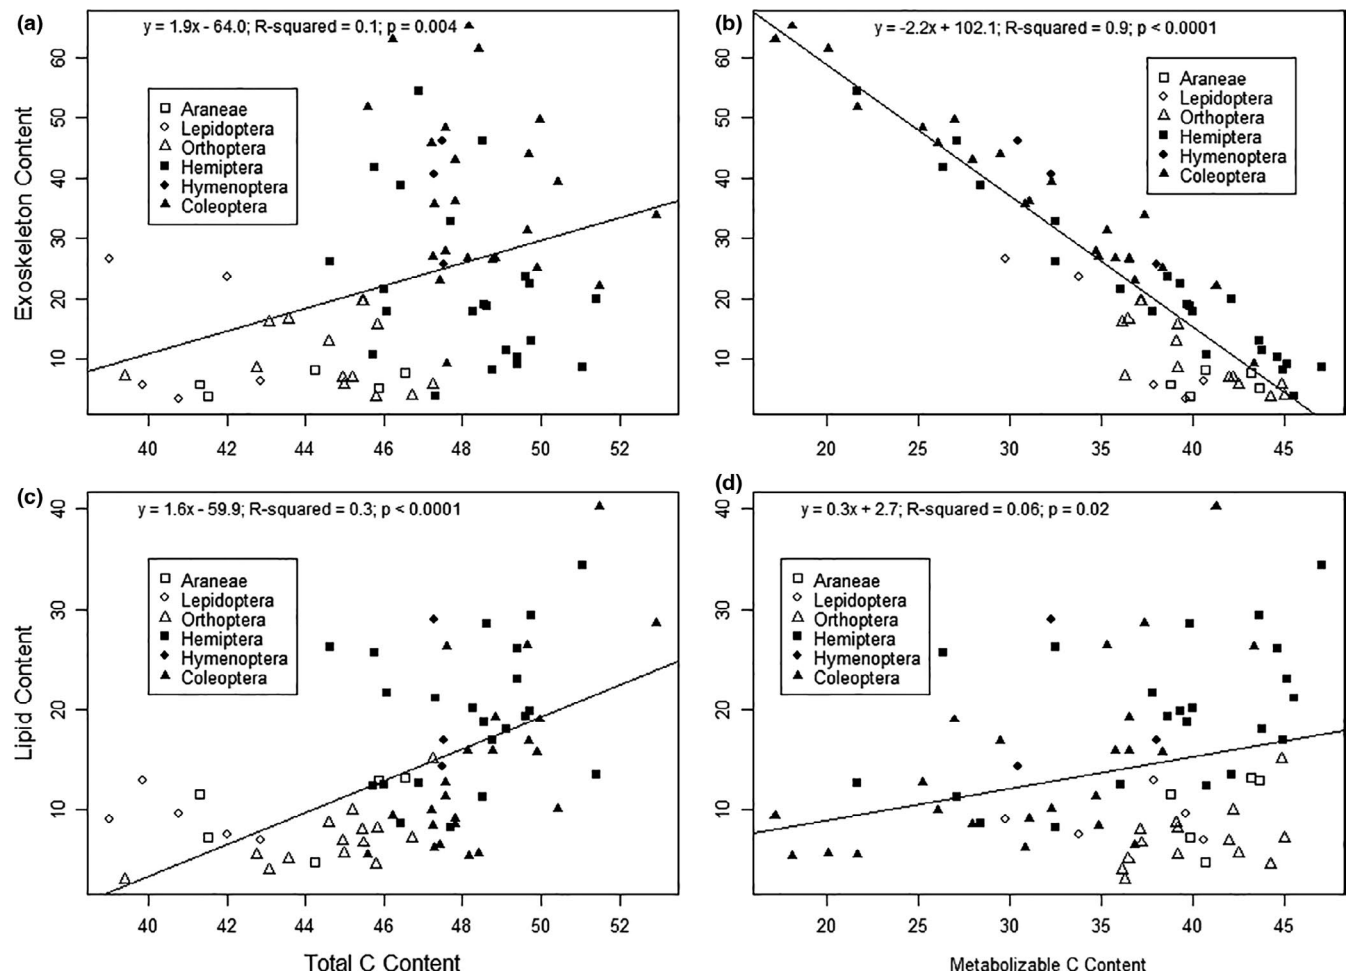 (a)
y = 1.9x - 64.0; R-squared = 0.1; p = 0.004
Exoskeleton Content
60
50
40
30
20
10
Araneae
Lepidoptera
Orthoptera
Hemiptera
Hymenoptera
Coleoptera
40 42 44 46 48 50 52
(b)
y = -2.2x + 102.1; R-squared = 0.9; p < 0.0001
60
50
40
30
20
10
Araneae
Lepidoptera
Orthoptera
Hemiptera
Hymenoptera
Coleoptera
20 25 30 35 40 45
(c)
y = 1.6x - 59.9; R-squared = 0.3; p < 0.0001
Lipid Content
40
30
20
10
Araneae
Lepidoptera
Orthoptera
Hemiptera
Hymenoptera
Coleoptera
40 42 44 46 48 50 52
Total C Content
(d)
y = 0.3x + 2.7; R-squared = 0.06; p = 0.02
40
30
20
10
Araneae
Lepidoptera
Orthoptera
Hemiptera
Hymenoptera
Coleoptera
20 25 30 35 40 45
Metabolizable C Content